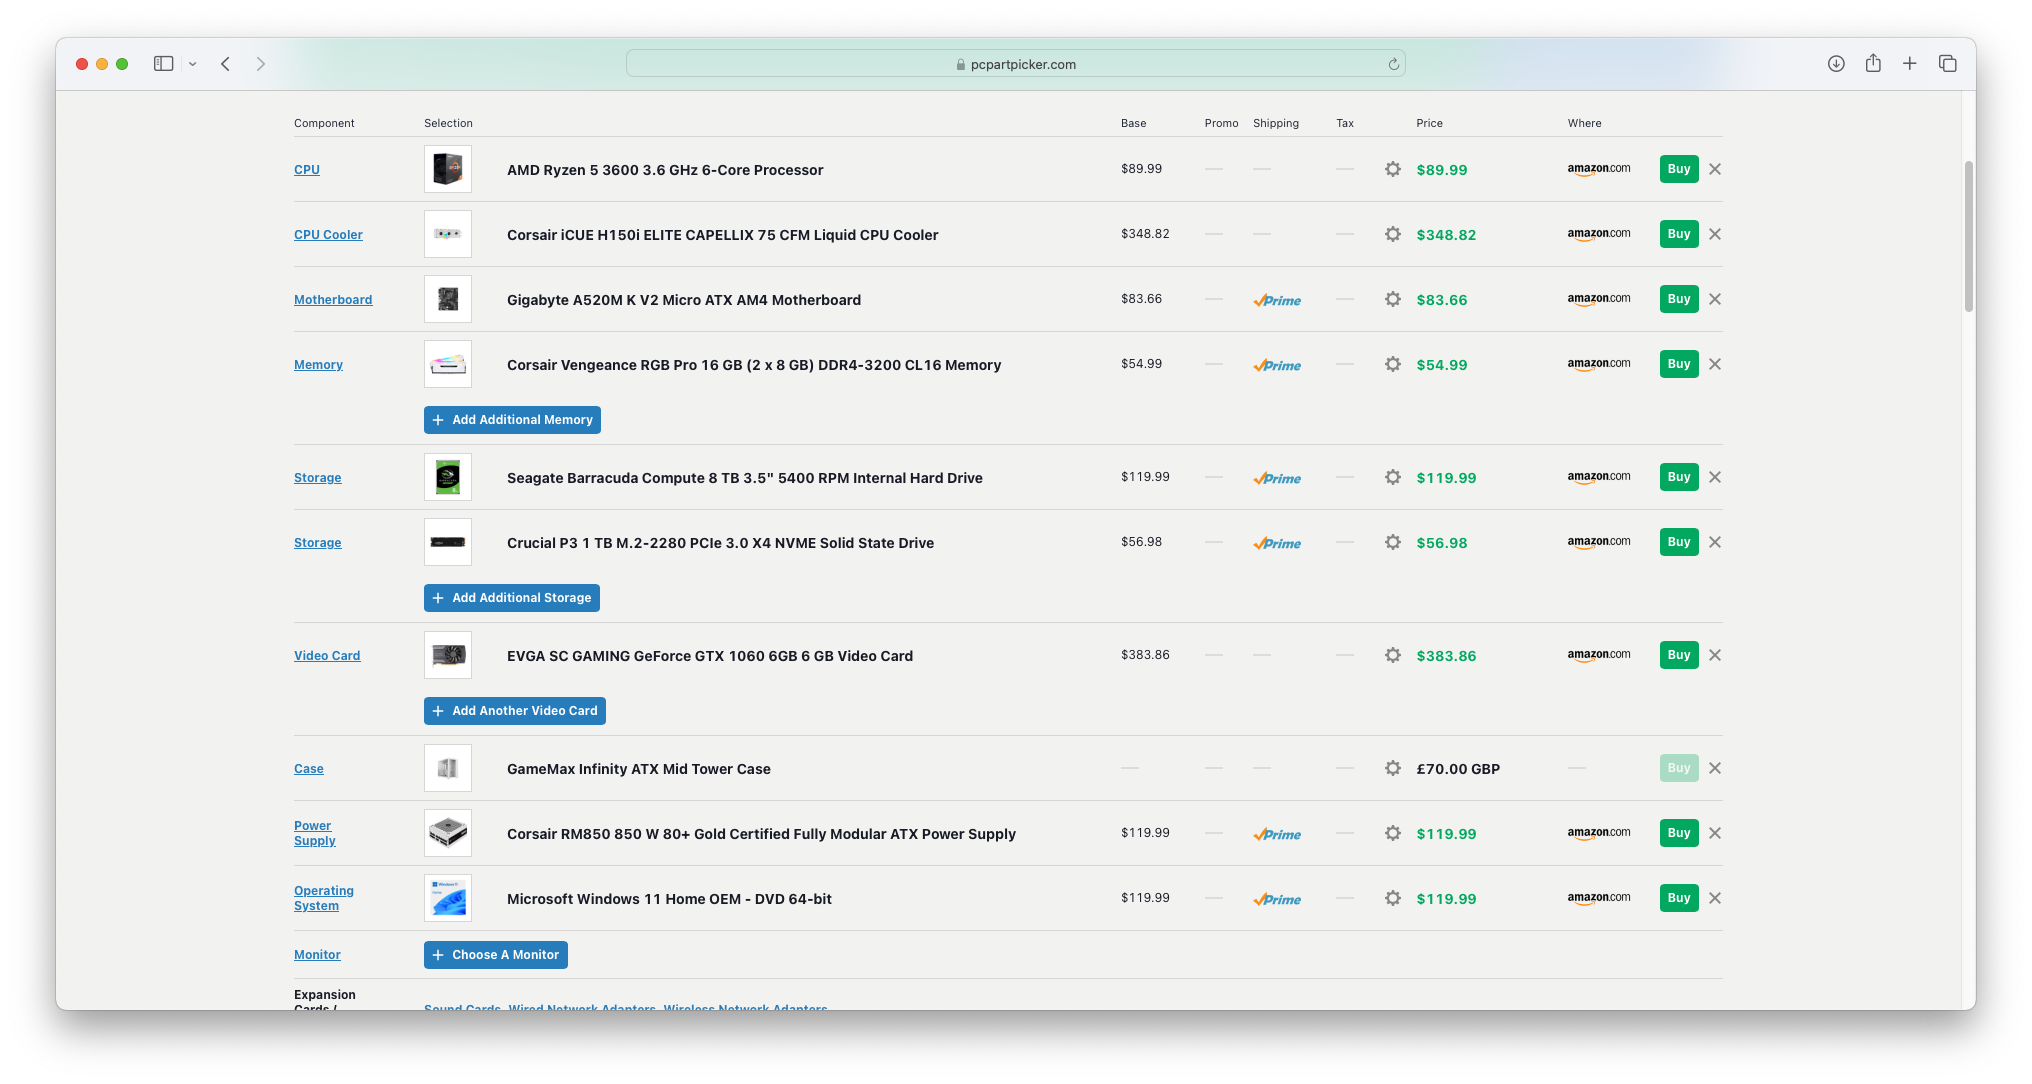 pcpartpicker.com
Component Selection Base Promo Shipping Tax Price Where
CPU AMD Ryzen 5 3600 3.6 GHz 6-Core Processor $89.99 $89.99 amazon.com Buy
CPU Cooler Corsair iCUE H150i ELITE CAPELLIX 75 CFM Liquid CPU Cooler $348.82 $348.82 amazon.com Buy
Motherboard Gigabyte A520M K V2 Micro ATX AM4 Motherboard $83.66 Prime $83.66 amazon.com Buy
Memory Corsair Vengeance RGB Pro 16 GB (2 x 8 GB) DDR4-3200 CL16 Memory $54.99 Prime $54.99 amazon.com Buy
+ Add Additional Memory
Storage Seagate Barracuda Compute 8 TB 3.5" 5400 RPM Internal Hard Drive $119.99 Prime $119.99 amazon.com Buy
Storage Crucial P3 1 TB M.2-2280 PCIe 3.0 X4 NVME Solid State Drive $56.98 Prime $56.98 amazon.com Buy
+ Add Additional Storage
Video Card EVGA SC GAMING GeForce GTX 1060 6GB 6 GB Video Card $383.86 $383.86 amazon.com Buy
+ Add Another Video Card
Case GameMax Infinity ATX Mid Tower Case £70.00 GBP Buy
Power
Supply Corsair RM850 850 W 80+ Gold Certified Fully Modular ATX Power Supply $119.99 Prime $119.99 amazon.com Buy
Operating
System Microsoft Windows 11 Home OEM - DVD 64-bit $119.99 Prime $119.99 amazon.com Buy
Monitor + Choose A Monitor
Expansion
Cards / Sound Cards, Wired Network Adapters, Wireless Network Adapters